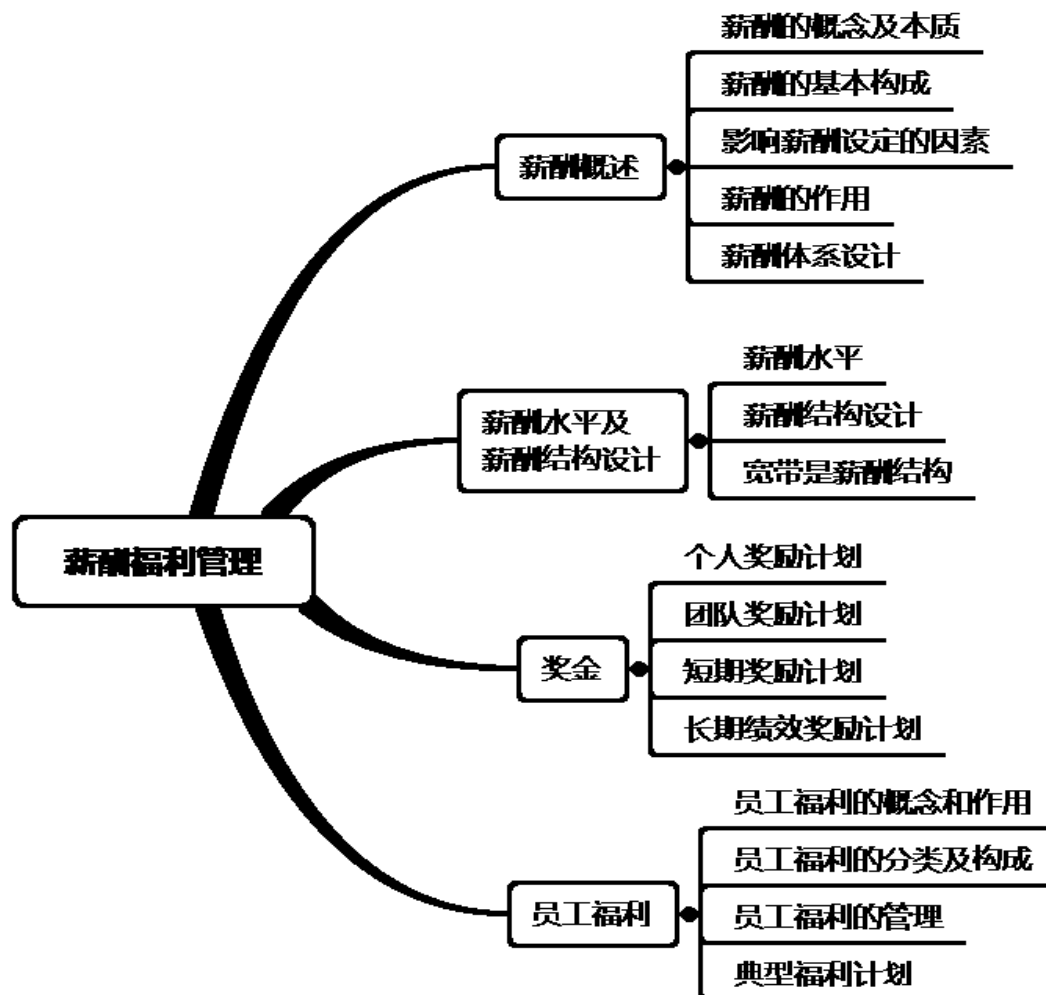 薪酬福利管理
薪酬概述
薪酬的概念及本质
薪酬的基本构成
影响薪酬设定的因素
薪酬的作用
薪酬体系设计
薪酬水平及
薪酬结构设计
薪酬水平
薪酬结构设计
宽带是薪酬结构
奖金
个人奖励计划
团队奖励计划
短期奖励计划
长期绩效奖励计划
员工福利
员工福利的概念和作用
员工福利的分类及构成
员工福利的管理
典型福利计划